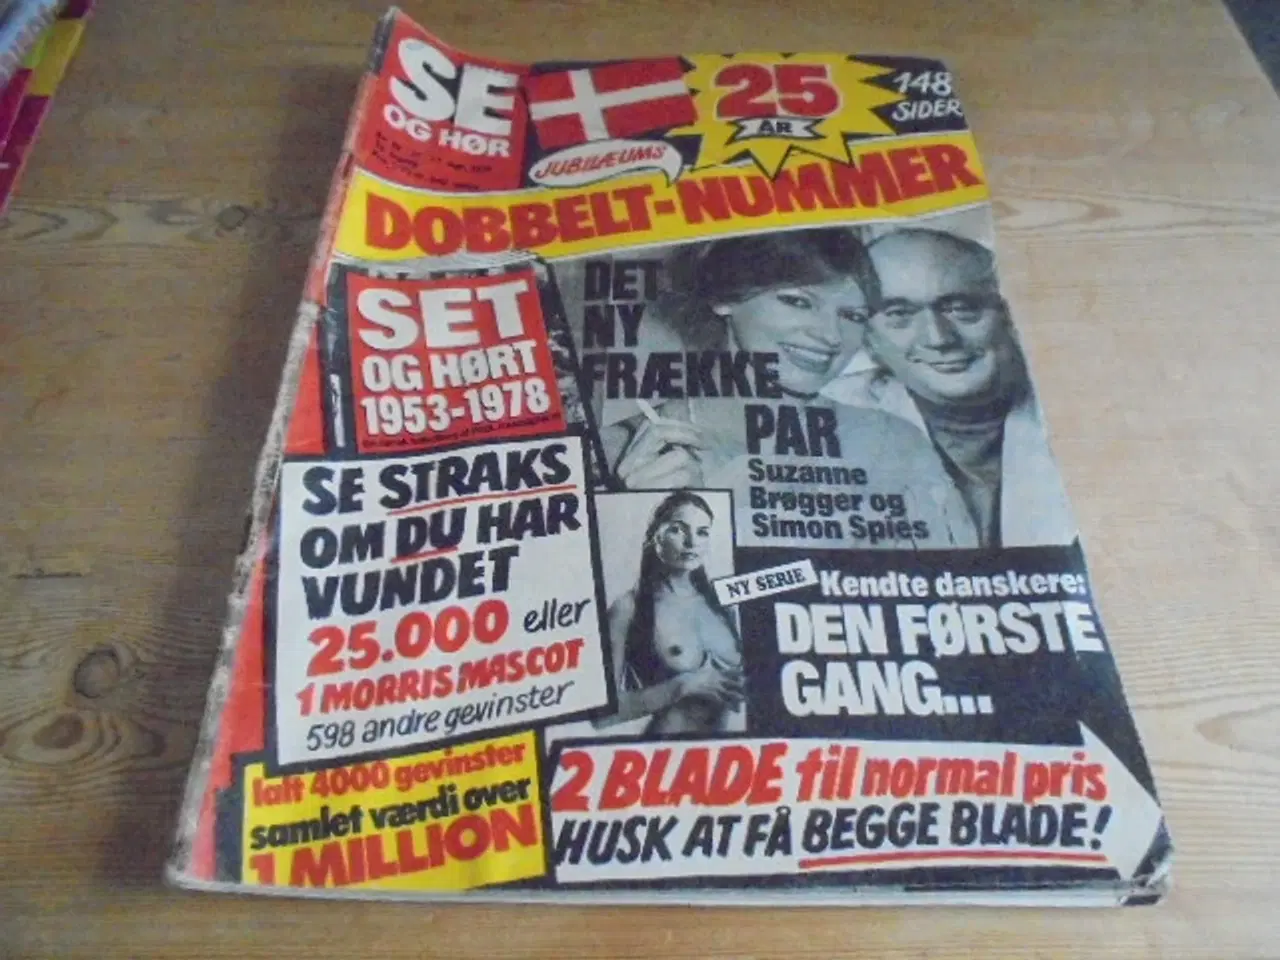 SE
OG HØR
25
ÅR
148
SIDER
JUBILÆUMS
DOBBELT-NUMMER
SET
OG HØRT
1953-1978
DET
NY
FRÆKKE
PAR
Suzanne
Brøgger og
Simon Spies
SE STRAKS
OM DU HAR
VUNDET
25.000 eller
1 MORRIS MASCOT
598 andre gevinster
NY SERIE
Kendte danskere:
DEN FØRSTE
GANG...
Ialt 4000 gevinster
samlet værdi over
1 MILLION
2 BLADE til normal pris
HUSK AT FÅ BEGGE BLADE!